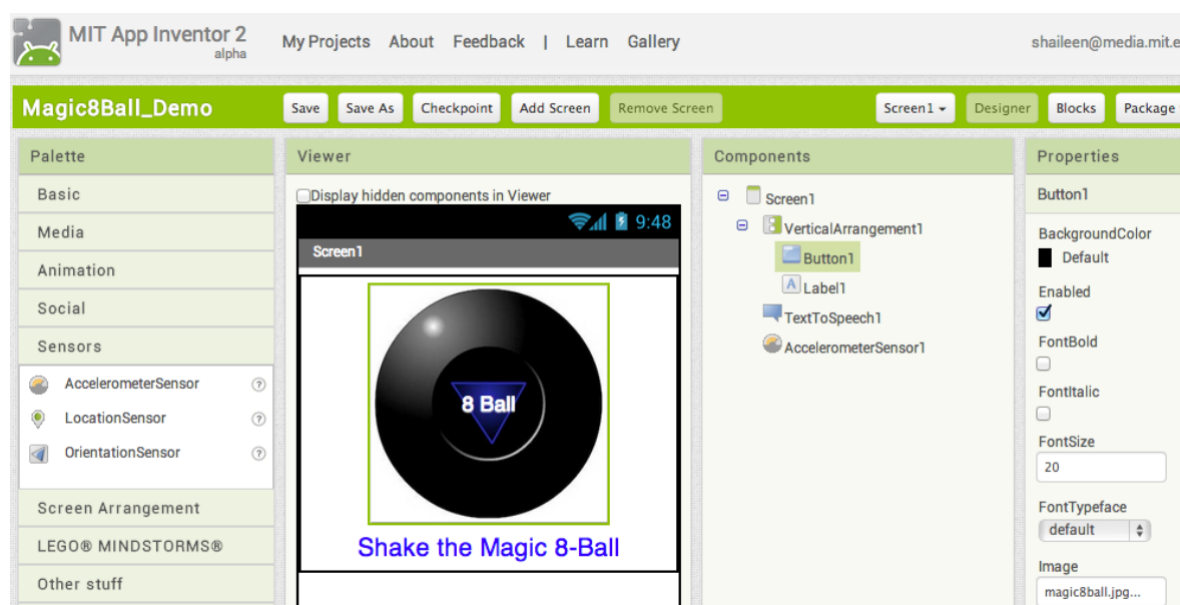 MIT App Inventor 2
alpha
My Projects About Feedback | Learn Gallery
shaileen@media.mit.e
Magic8Ball_Demo
Save Save As Checkpoint Add Screen Remove Screen Screen1 Designer Blocks Package
Palette
Basic
Media
Animation
Social
Sensors
AccelerometerSensor ?
LocationSensor ?
OrientationSensor ?
Screen Arrangement
LEGO® MINDSTORMS®
Other stuff
Viewer
Display hidden components in Viewer
9:48
Screen1
8 Ball
Shake the Magic 8-Ball
Components
Screen1
VerticalArrangement1
Button1
A Label1
TextToSpeech1
AccelerometerSensor1
Properties
Button1
BackgroundColor
Default
Enabled
FontBold
FontItalic
FontSize
20
FontTypeface
default
Image
magic8ball.jpg...